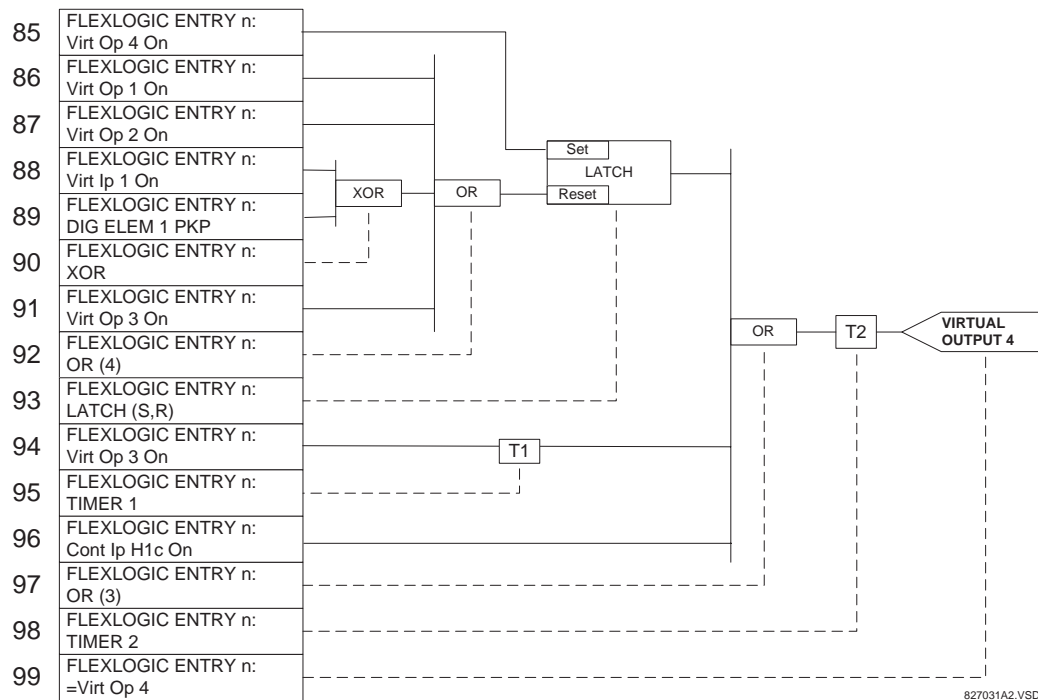 85
FLEXLOGIC ENTRY n:
Virt Op 4 On
86
FLEXLOGIC ENTRY n:
Virt Op 1 On
87
FLEXLOGIC ENTRY n:
Virt Op 2 On
88
FLEXLOGIC ENTRY n:
Virt Ip 1 On
89
FLEXLOGIC ENTRY n:
DIG ELEM 1 PKP
90
FLEXLOGIC ENTRY n:
XOR
91
FLEXLOGIC ENTRY n:
Virt Op 3 On
92
FLEXLOGIC ENTRY n:
OR (4)
93
FLEXLOGIC ENTRY n:
LATCH (S,R)
94
FLEXLOGIC ENTRY n:
Virt Op 3 On
95
FLEXLOGIC ENTRY n:
TIMER 1
96
FLEXLOGIC ENTRY n:
Cont Ip H1c On
97
FLEXLOGIC ENTRY n:
OR (3)
98
FLEXLOGIC ENTRY n:
TIMER 2
99
FLEXLOGIC ENTRY n:
=Virt Op 4
XOR
OR
Set
LATCH
Reset
T1
OR
T2
VIRTUAL
OUTPUT 4
827031A2.VSD